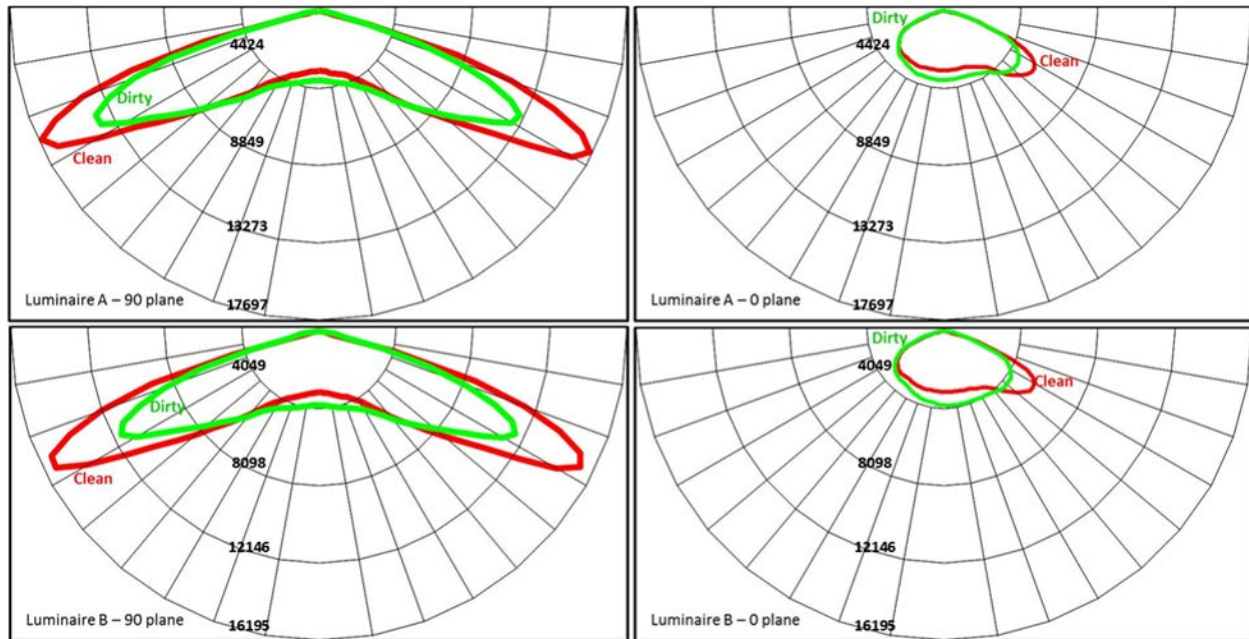 4424
Dirty
Clean
8849
13273
Luminaire A – 90 plane
17697
Dirty
4424
Clean
8849
13273
Luminaire A – 0 plane
17697
4049
Dirty
Clean
8098
12146
Luminaire B – 90 plane
16195
Dirty
4049
Clean
8098
12146
Luminaire B – 0 plane
16195